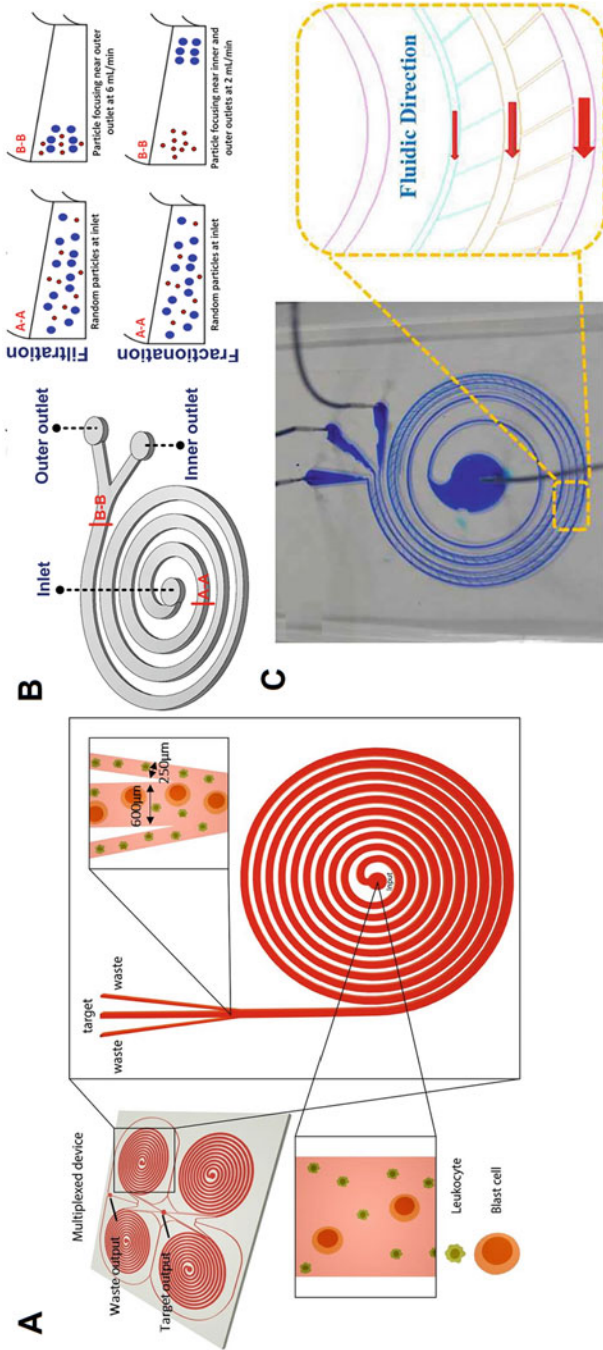 A
Multiplexed device
Waste output
Target output
waste
target
waste
600μm
250μm
Input
Leukocyte
Blast cell
B
Inlet
Outer outlet
Inner outlet
A-A
B-B
Filtration
A-A
Random particles at inlet
B-B
Particle focusing near outer
outlet at 6 mL/min
Fractionation
A-A
Random particles at inlet
B-B
Particle focusing near inner and
outer outlets at 2 mL/min
C
Fluidic Direction